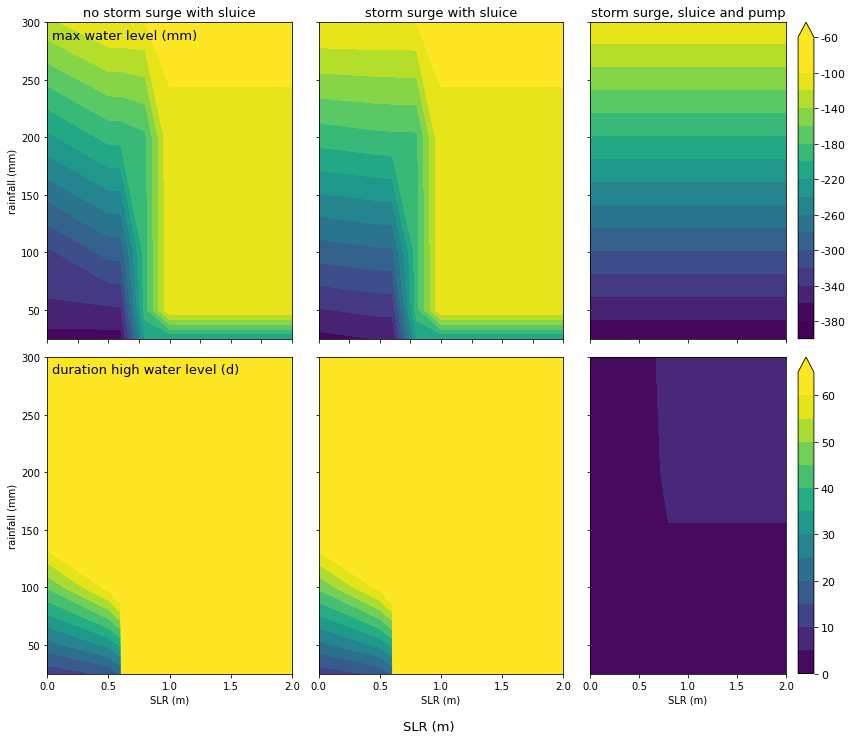 no storm surge with sluice
storm surge with sluice
storm surge, sluice and pump
max water level (mm)
300
250
200
150
100
50
rainfall (mm)
-60
-100
-140
-180
-220
-260
-300
-340
-380
duration high water level (d)
300
250
200
150
100
50
rainfall (mm)
60
50
40
30
20
10
0
0.0 0.5 1.0 1.5 2.0
0.0 0.5 1.0 1.5 2.0
0.0 0.5 1.0 1.5 2.0
SLR (m)
SLR (m)
SLR (m)
SLR (m)